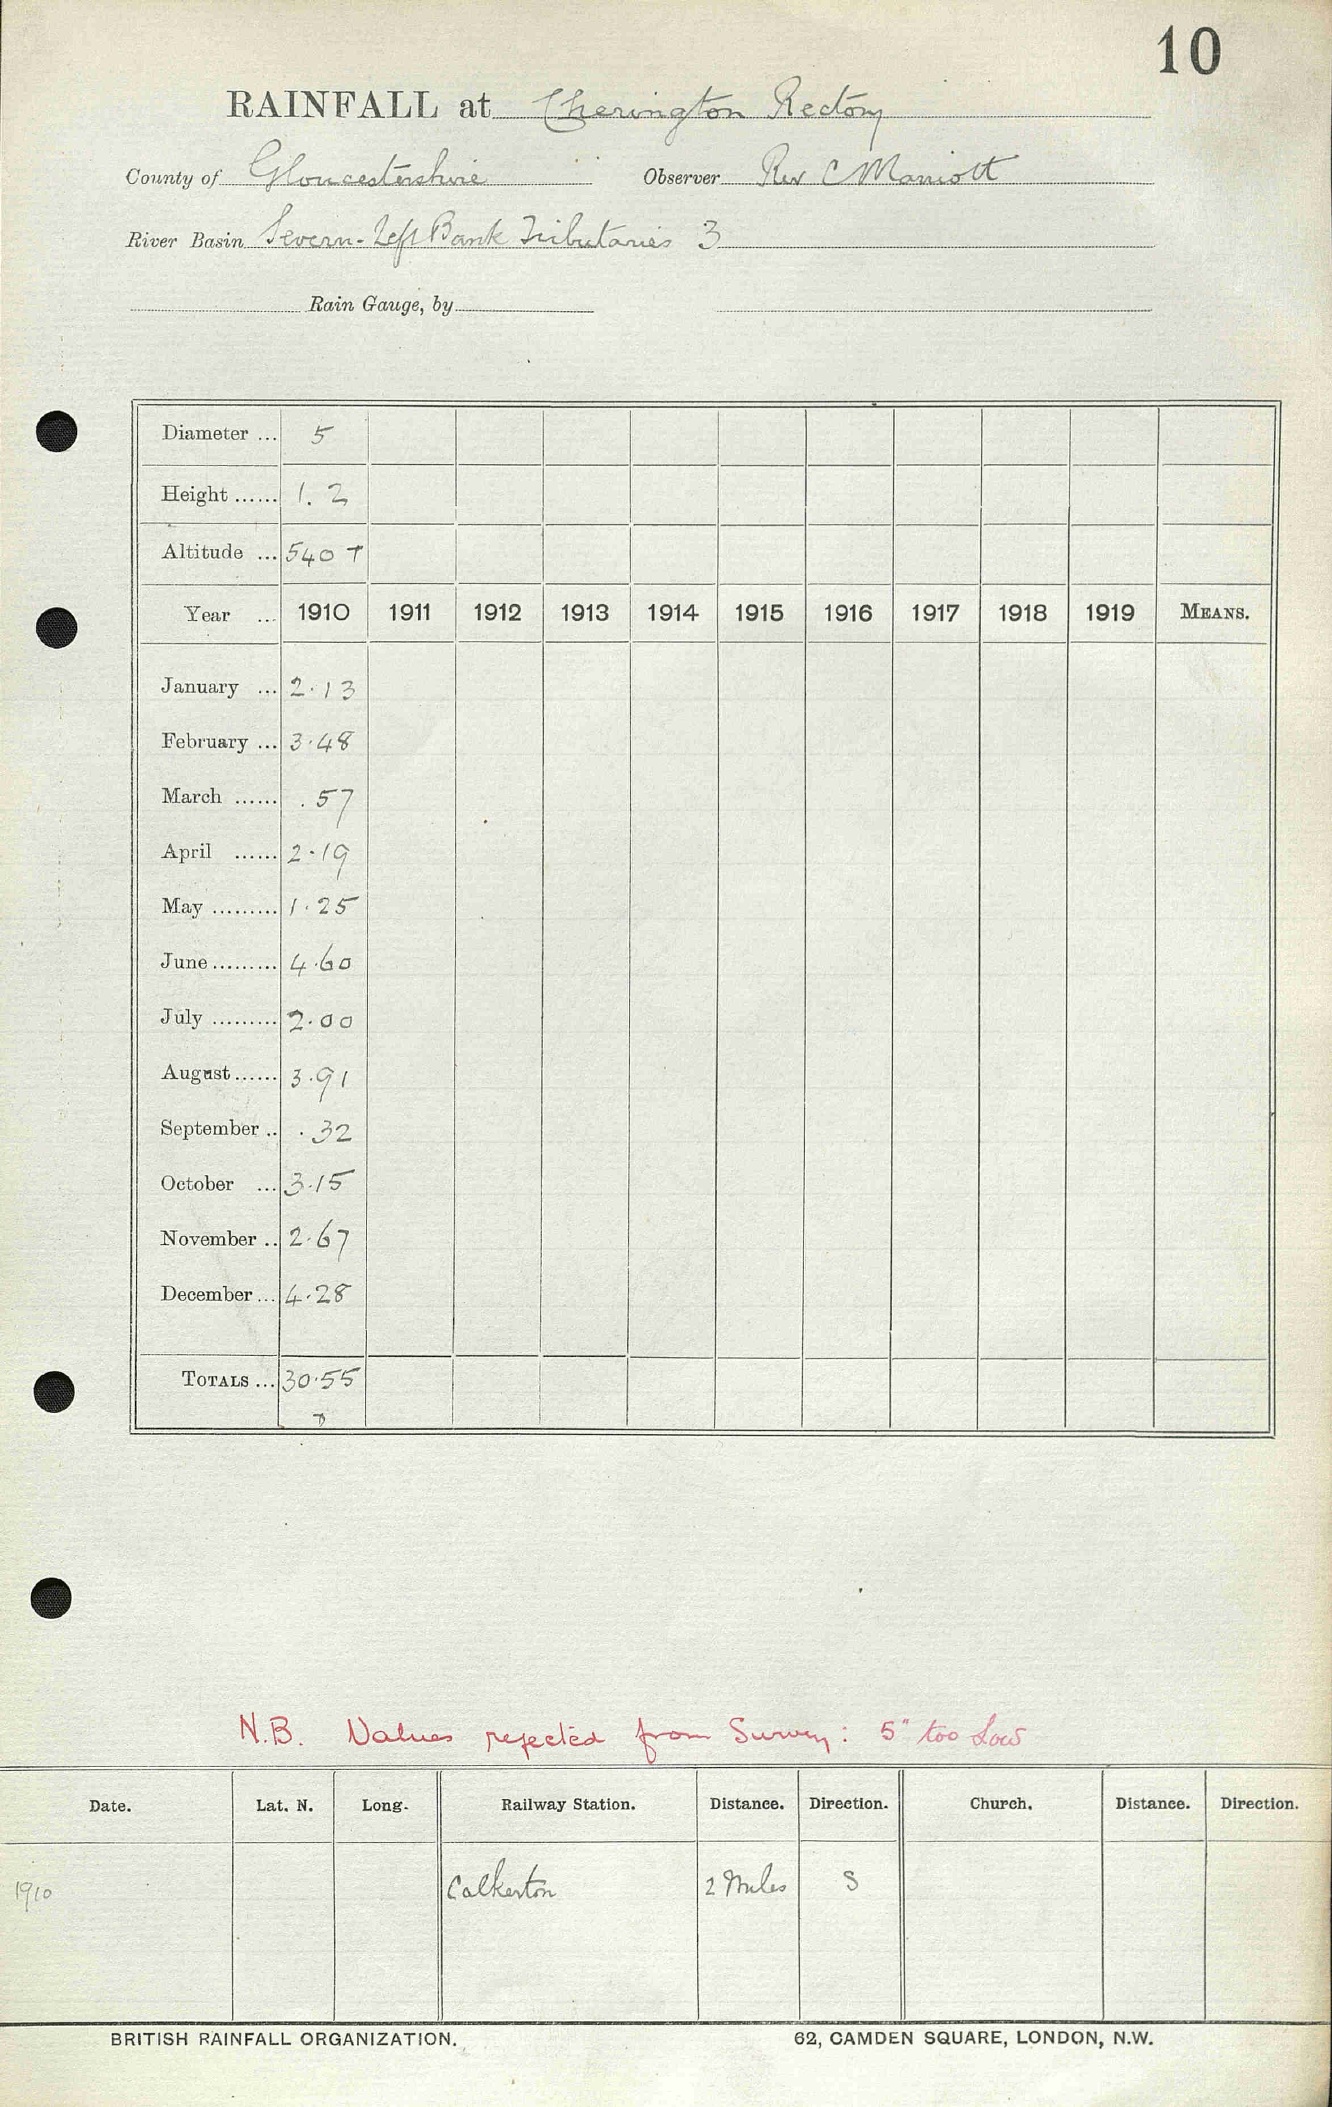 10
RAINFALL at Cherington Rectory
County of Gloucestershire Observer Rev C Marriott
River Basin Severn - Left Bank Tributaries 3
Rain Gauge, by
Diameter ... 5
Height ...... 1. 2
Altitude ... 540 T
Year ... 1910 1911 1912 1913 1914 1915 1916 1917 1918 1919 MEANS.
January ... 2.13
February ... 3.48
March ...... .57
April ...... 2.19
May ......... 1.25
June ......... 4.60
July ......... 2.00
August ...... 3.91
September .. .32
October ... 3.15
November .. 2.67
December ... 4.28
TOTALS ... 30.55
N.B. Values rejected from Survey: 5" too low
Date. Lat. N. Long. Railway Station. Distance. Direction. Church. Distance. Direction.
1910 Calkerton 2 Miles S
BRITISH RAINFALL ORGANIZATION. 62, CAMDEN SQUARE, LONDON, N.W.